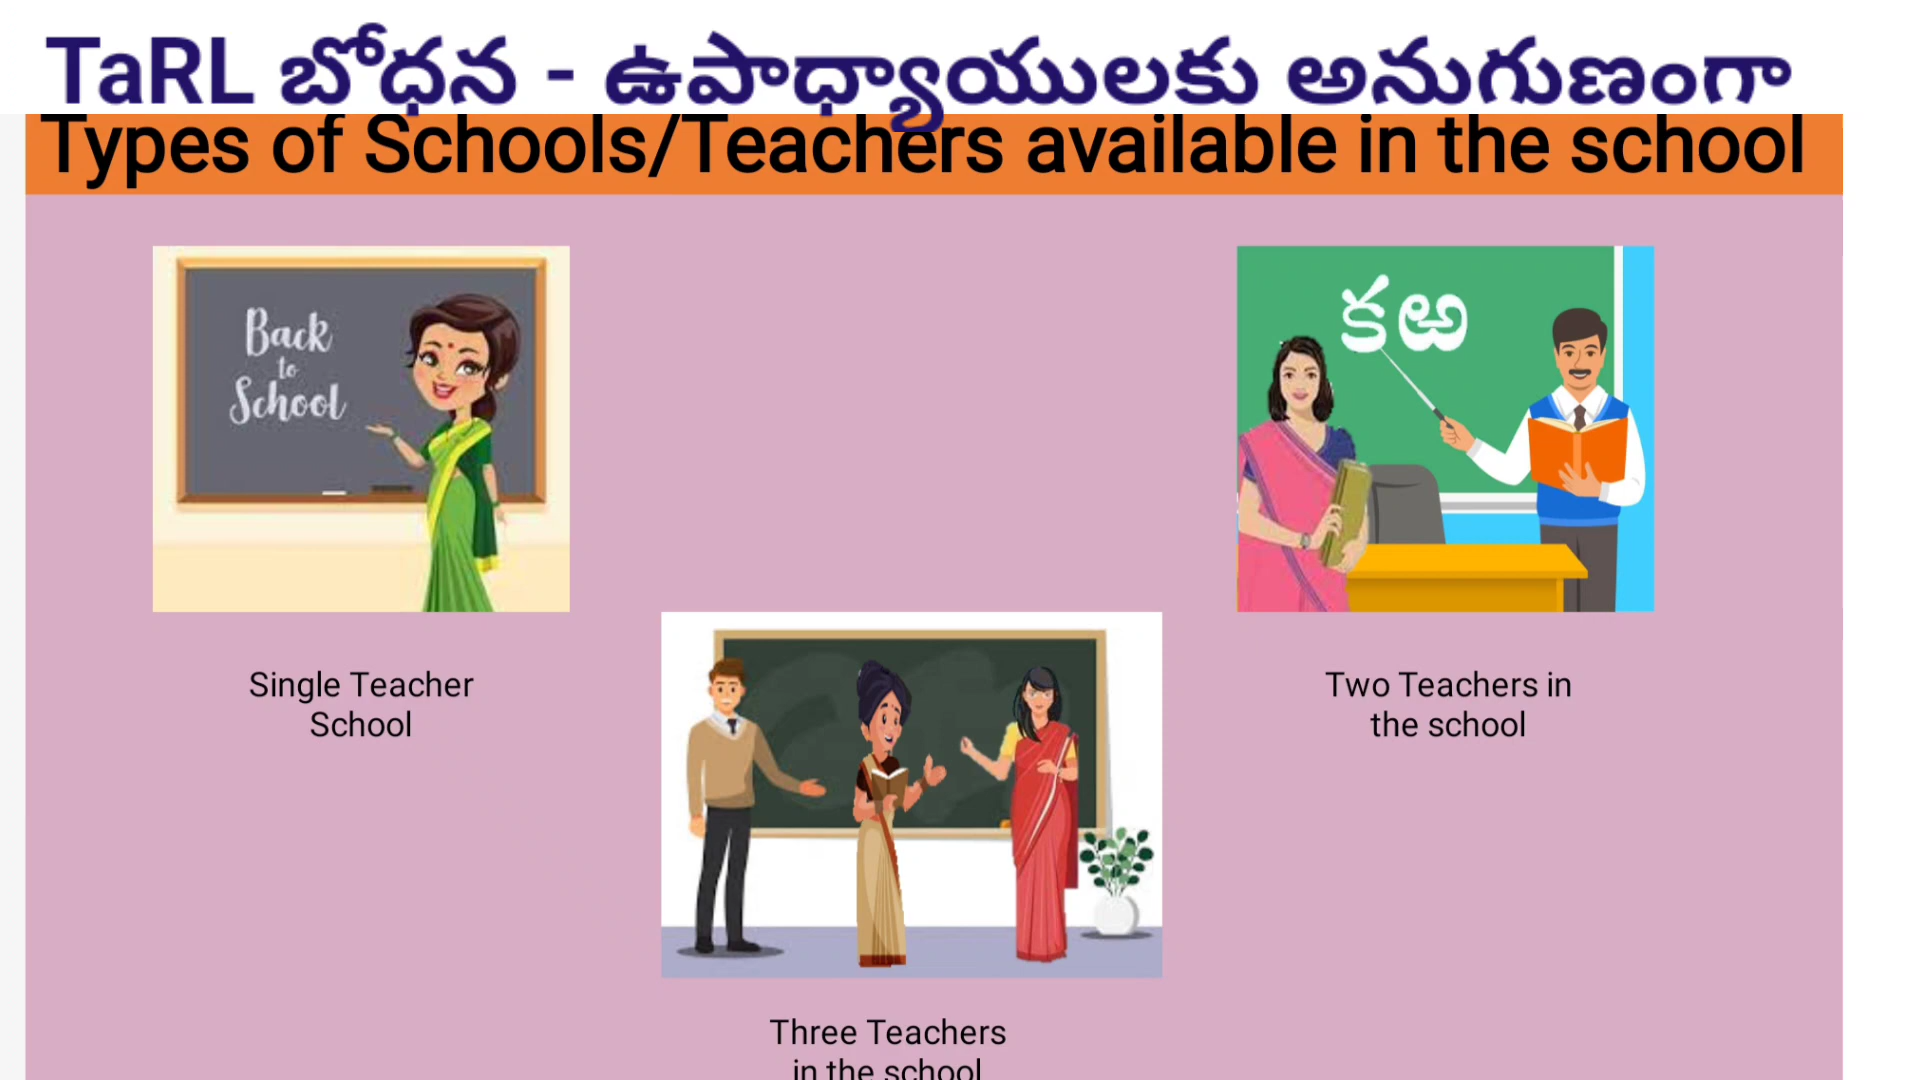 TaRL బోధన - ఉపాధ్యాయులకు అనుగుణంగా
Types of Schools/Teachers available in the school
Back
to
School
కఱ
Single Teacher
School
Two Teachers in
the school
Three Teachers
in the school